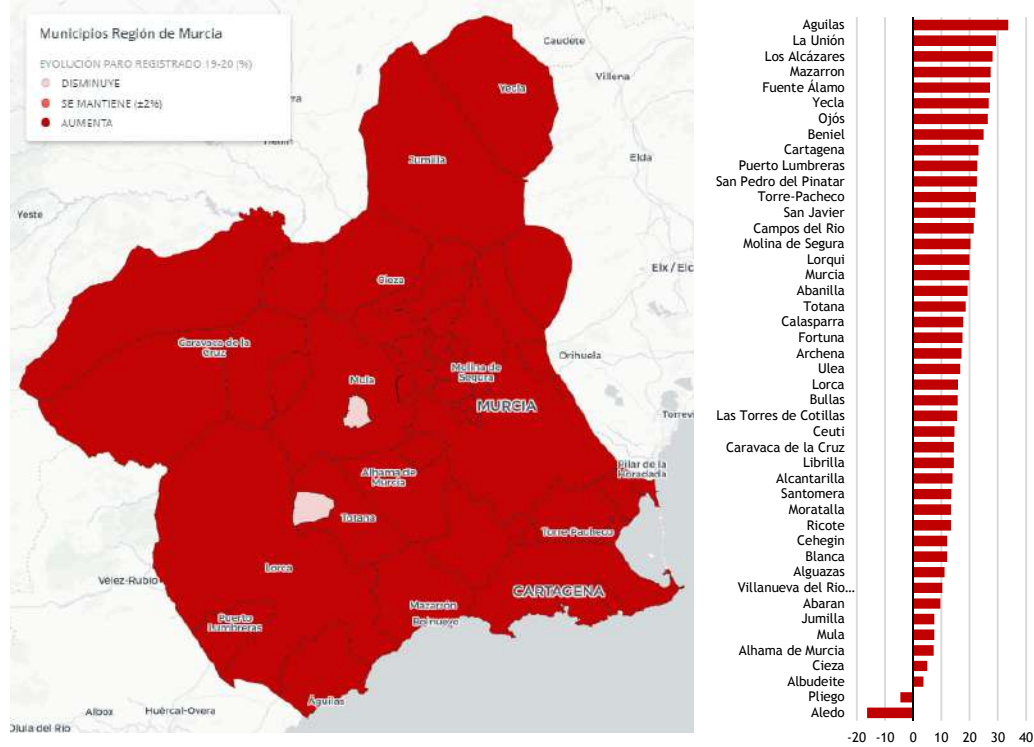 Municipios Región de Murcia
EVOLUCIÓN PARO REGISTRADO 19-20 (%)
DISMINUYE
SE MANTIENE (±2%)
AUMENTA
Caudete
Villena
Yecla
Jumilla
Elda
Yeste
Cieza
Elx / Elc
Caravaca de la
Cruz
Orihuela
Mula
Molina de
Segura
MURCIA
Torrevi
Pilar de la
Horadada
Alhama de
Murcia
Totana
Torre-Pacheco
Lorca
Vélez-Rubio
CARTAGENA
Mazarrón
Bolnuevo
Puerto
Lumbreras
Águilas
Albox
Huércal-Overa
Olula del Río
Aguilas
La Unión
Los Alcázares
Mazarron
Fuente Álamo
Yecla
Ojós
Beniel
Cartagena
Puerto Lumbreras
San Pedro del Pinatar
Torre-Pacheco
San Javier
Campos del Rio
Molina de Segura
Lorqui
Murcia
Abanilla
Totana
Calasparra
Fortuna
Archena
Ulea
Lorca
Bullas
Las Torres de Cotillas
Ceuti
Caravaca de la Cruz
Librilla
Alcantarilla
Santomera
Moratalla
Ricote
Cehegin
Blanca
Alguazas
Villanueva del Rio...
Abaran
Jumilla
Mula
Alhama de Murcia
Cieza
Albudeite
Pliego
Aledo
-20 -10 0 10 20 30 40